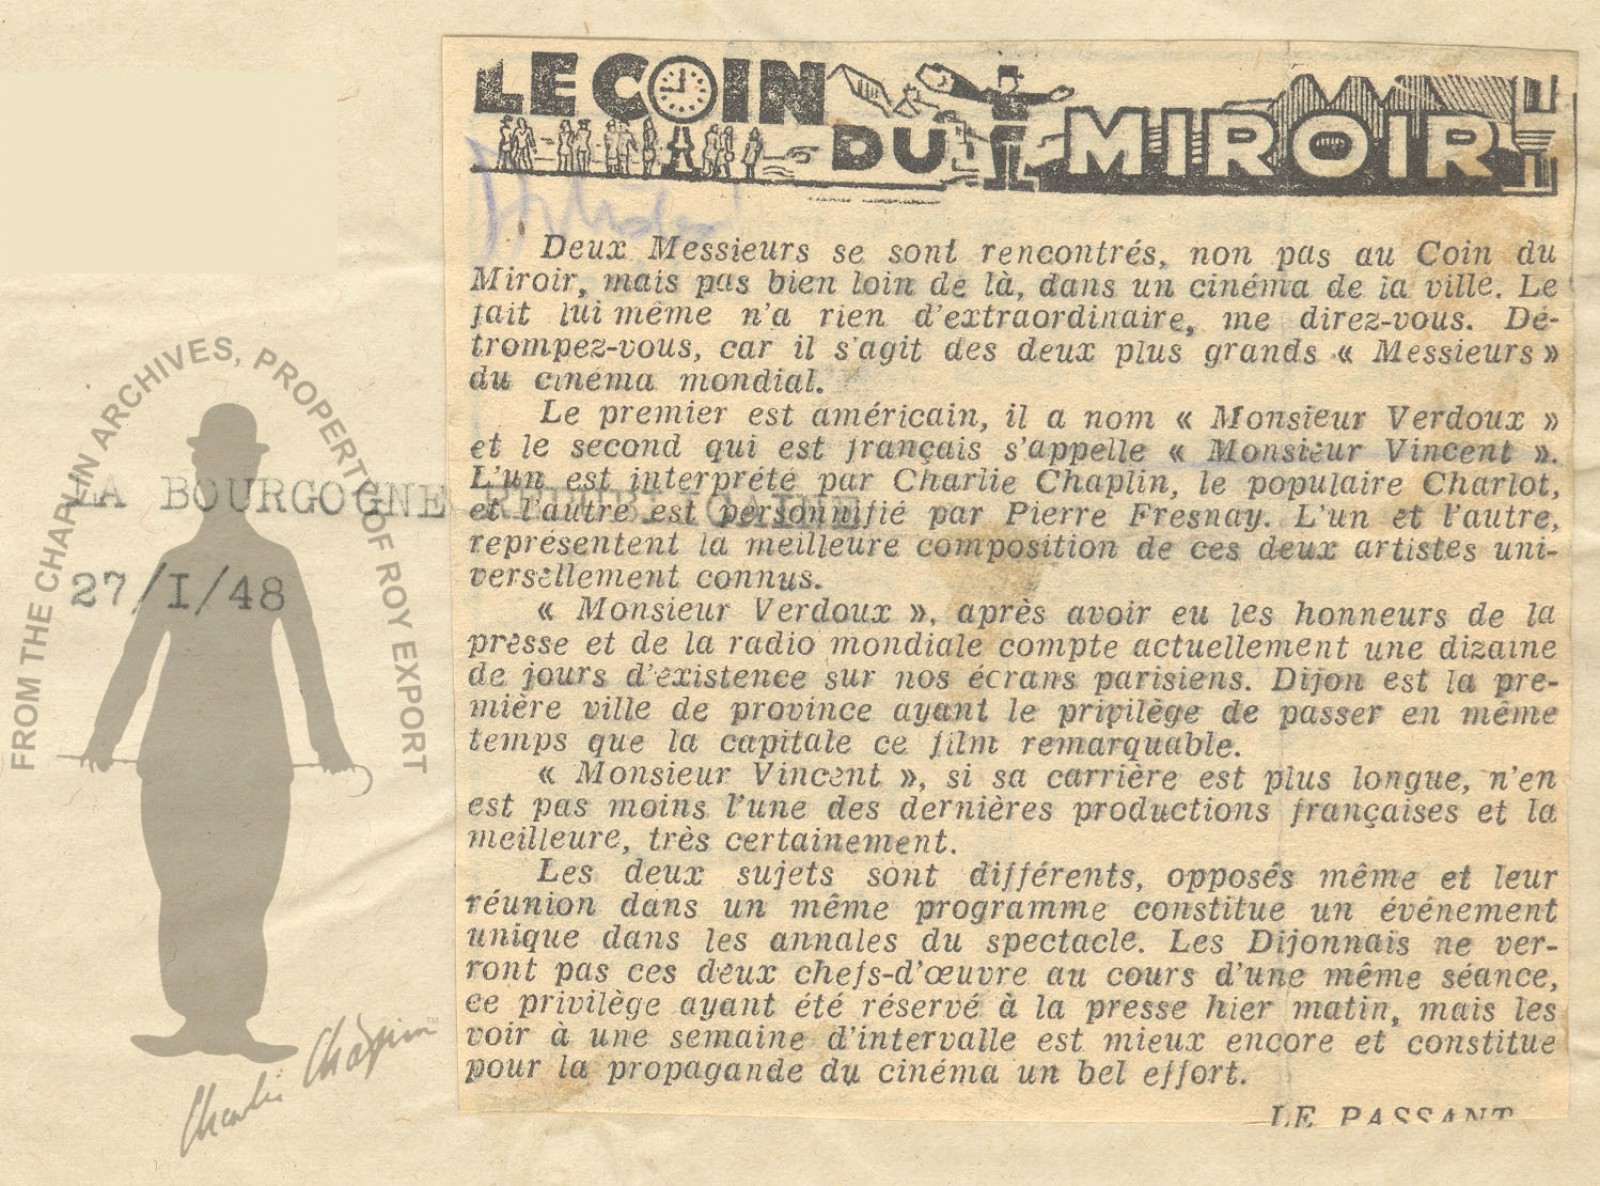 LE COIN
DU MIROIR
Deux Messieurs se sont rencontrés, non pas au Coin du
Miroir, mais pas bien loin de là, dans un cinéma de la ville. Le
fait lui même n'a rien d'extraordinaire, me direz-vous. Dé-
trompez-vous, car il s'agit des deux plus grands « Messieurs »
du cinéma mondial.
Le premier est américain, il a nom « Monsieur Verdoux »
et le second qui est français s'appelle « Monsieur Vincent ».
L'un est interprété par Charlie Chaplin, le populaire Charlot,
et l'autre est personnifié par Pierre Fresnay. L'un et l'autre,
représentent la meilleure composition de ces deux artistes uni-
versellement connus.
« Monsieur Verdoux », après avoir eu les honneurs de la
presse et de la radio mondiale compte actuellement une dizaine
de jours d'existence sur nos écrans parisiens. Dijon est la pre-
mière ville de province ayant le privilège de passer en même
temps que la capitale ce film remarquable.
« Monsieur Vincent », si sa carrière est plus longue, n'en
est pas moins l'une des dernières productions françaises et la
meilleure, très certainement.
Les deux sujets sont différents, opposés même et leur
réunion dans un même programme constitue un événement
unique dans les annales du spectacle. Les Dijonnais ne ver-
ront pas ces deux chefs-d'œuvre au cours d'une même séance,
ce privilège ayant été réservé à la presse hier matin, mais les
voir à une semaine d'intervalle est mieux encore et constitue
pour la propagande du cinéma un bel effort.
LE PASSANT
LA BOURGOGNE REPUBLICAINE
27/I/48
FROM THE CHAPLIN ARCHIVES, PROPERTY OF ROY EXPORT
Charlie Chaplin